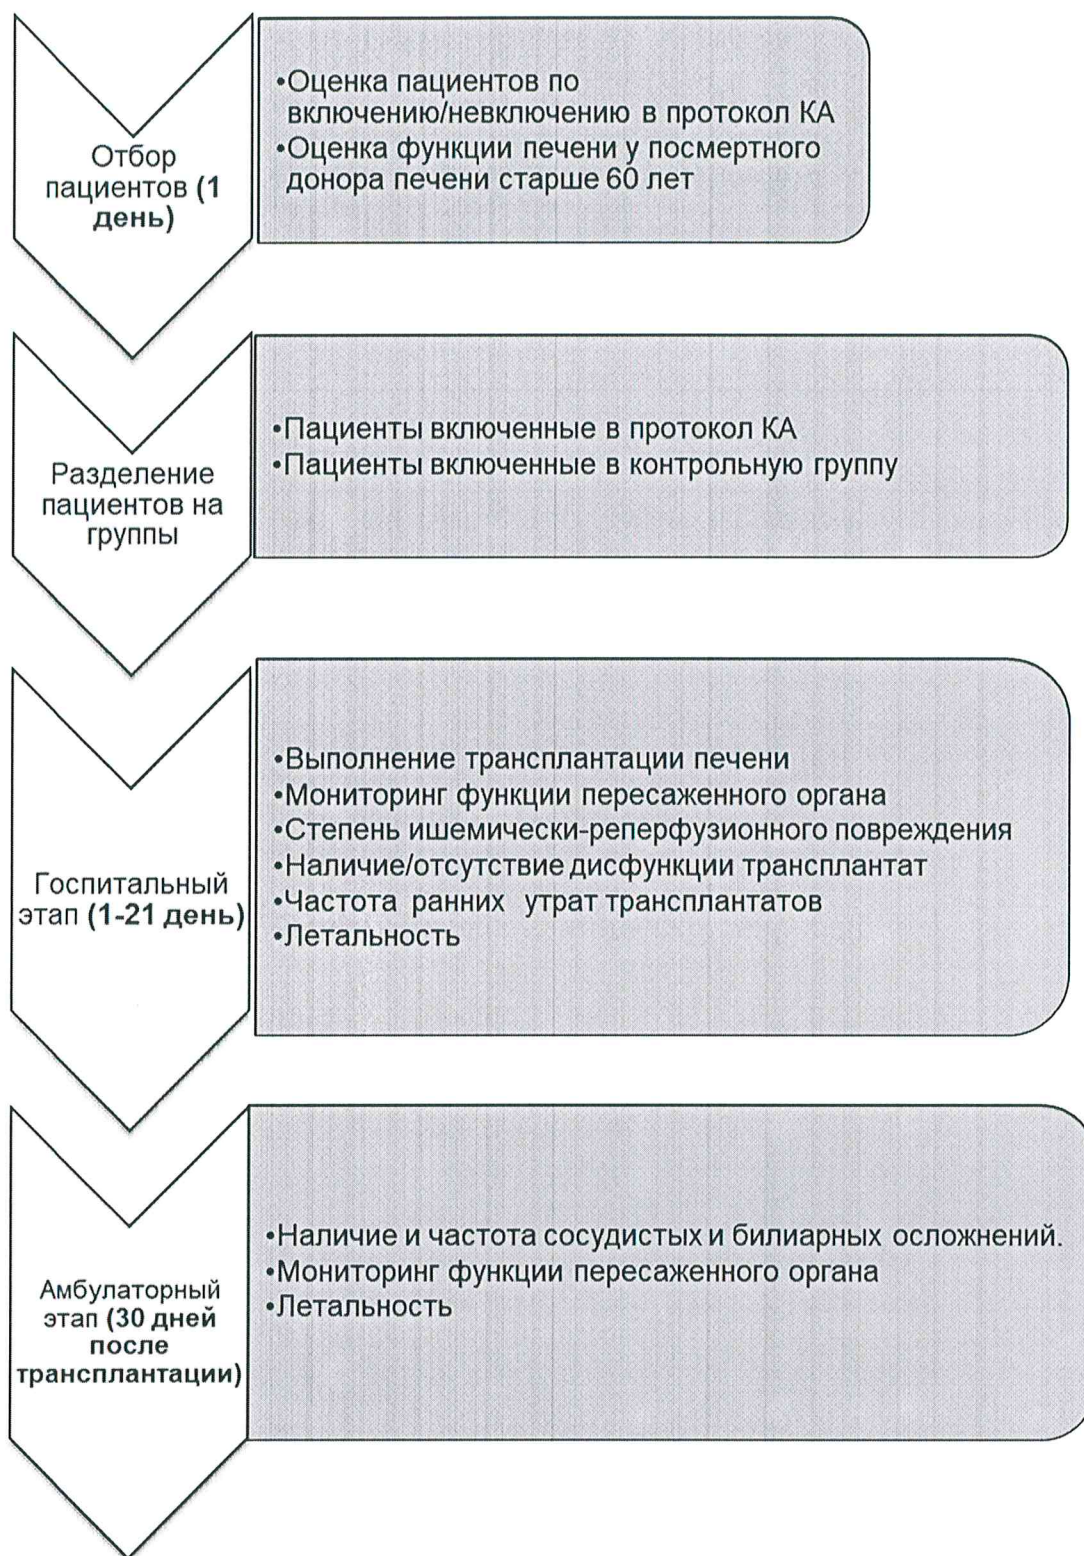 Отбор
пациентов (1
день)
•Оценка пациентов по
включению/невключению в протокол КА
•Оценка функции печени у посмертного
донора печени старше 60 лет
Разделение
пациентов на
группы
•Пациенты включенные в протокол КА
•Пациенты включенные в контрольную группу
Госпитальный
этап (1-21 день)
•Выполнение трансплантации печени
•Мониторинг функции пересаженного органа
•Степень ишемически-реперфузионного повреждения
•Наличие/отсутствие дисфункции трансплантат
•Частота ранних утрат трансплантатов
•Летальность
Амбулаторный
этап (30 дней
после
трансплантации)
•Наличие и частота сосудистых и билиарных осложнений.
•Мониторинг функции пересаженного органа
•Летальность